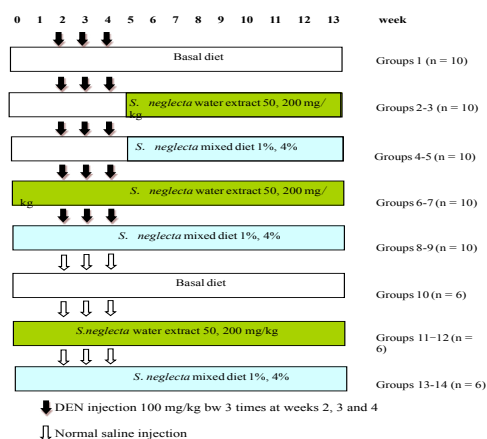 0 1 2 3 4 5 6 7 8 9 10 11 12 13 week
Basal diet
Groups 1 (n = 10)
S. neglecta water extract 50, 200 mg/
kg
Groups 2-3 (n = 10)
S. neglecta mixed diet 1%, 4%
Groups 4-5 (n = 10)
S. neglecta water extract 50, 200 mg/
kg
Groups 6-7 (n = 10)
S. neglecta mixed diet 1%, 4%
Groups 8-9 (n = 10)
Basal diet
Groups 10 (n = 6)
S.neglecta water extract 50, 200 mg/kg
Groups 11−12 (n =
6)
S. neglecta mixed diet 1%, 4%
Groups 13-14 (n = 6)
DEN injection 100 mg/kg bw 3 times at weeks 2, 3 and 4
Normal saline injection